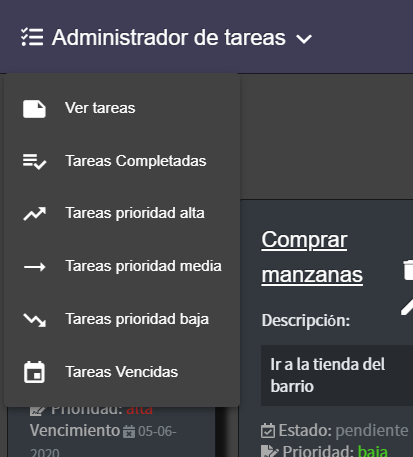 Administrador de tareas
Ver tareas
Tareas Completadas
Tareas prioridad alta
Tareas prioridad media
Tareas prioridad baja
Tareas Vencidas
Prioridad: alta
Vencimiento 05-06-
2020
Comprar
manzanas
Descripción:
Ir a la tienda del
barrio
Estado: pendiente
Prioridad: baja